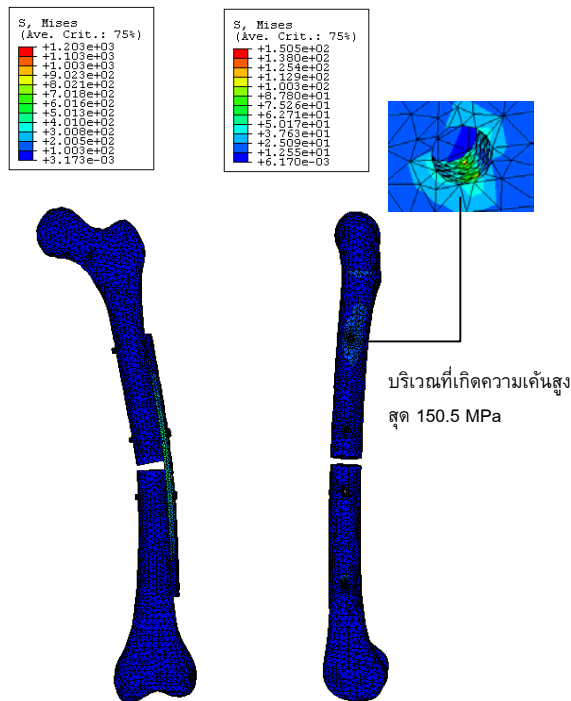 S, Mises
(Ave. Crit.: 75%)
+1.203e+03
+1.103e+03
+1.003e+03
+9.023e+02
+8.021e+02
+7.018e+02
+6.016e+02
+5.013e+02
+4.010e+02
+3.008e+02
+2.005e+02
+1.003e+02
+3.173e-03
S, Mises
(Ave. Crit.: 75%)
+1.505e+02
+1.380e+02
+1.254e+02
+1.129e+02
+1.003e+02
+8.780e+01
+7.526e+01
+6.271e+01
+5.017e+01
+3.763e+01
+2.509e+01
+1.255e+01
+6.170e-03
บริเวณที่เกิดความเค้นสูง
สุด 150.5 MPa